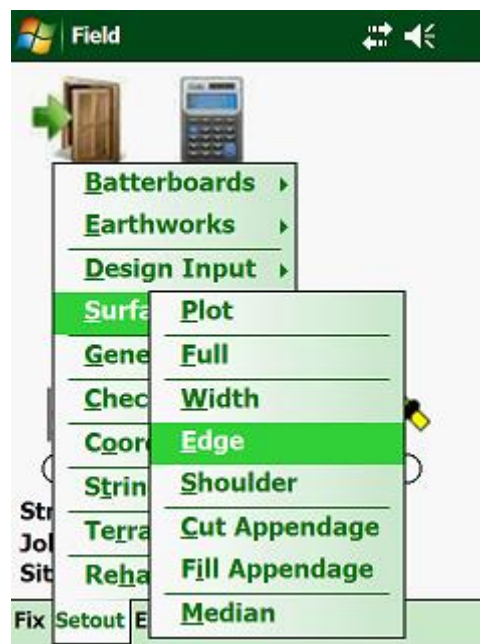 Field
Batterboards
Earthworks
Design Input
Surfa
Plot
Gene
Full
Chec
Width
Coor
Edge
Strin
Shoulder
Terra
Cut Appendage
Reha
Fill Appendage
Median
Str
Job
Sit
Fix Setout E